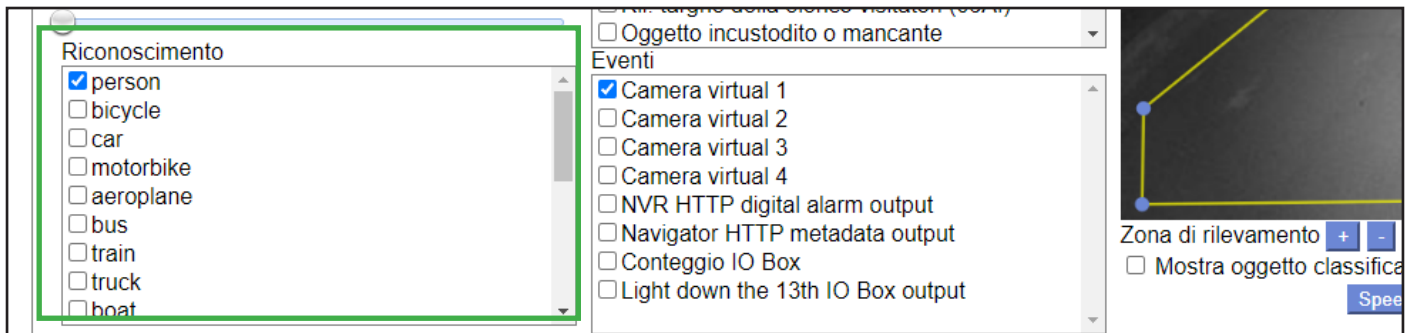 Riconoscimento
person
bicycle
car
motorbike
aeroplane
bus
train
truck
boat
Oggetto incustodito o mancante
Eventi
Camera virtual 1
Camera virtual 2
Camera virtual 3
Camera virtual 4
NVR HTTP digital alarm output
Navigator HTTP metadata output
Conteggio IO Box
Light down the 13th IO Box output
Zona di rilevamento + -
Mostra oggetto classifica
Spee